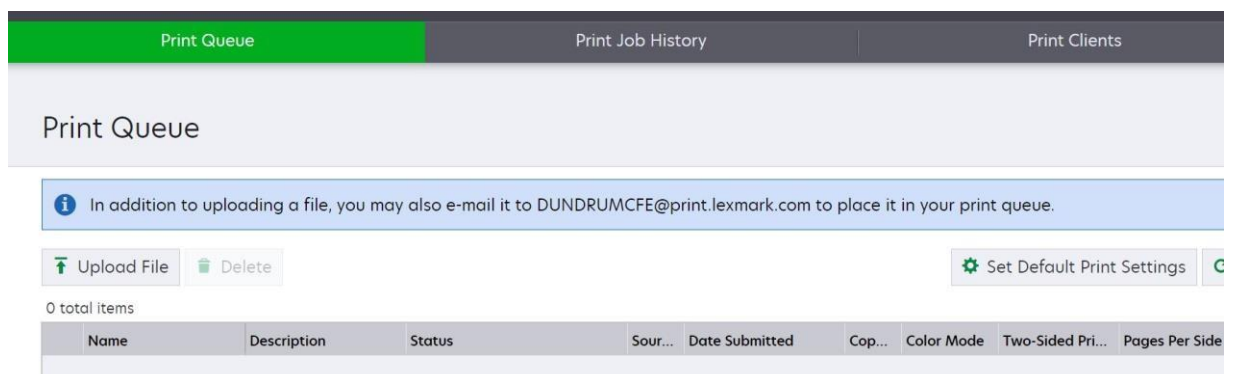 Print Queue Print Job History Print Clients
Print Queue
In addition to uploading a file, you may also e-mail it to DUNDRUMCFE@print.lexmark.com to place it in your print queue.
Upload File Delete Set Default Print Settings
0 total items
Name Description Status Sour... Date Submitted Cop... Color Mode Two-Sided Pri... Pages Per Side